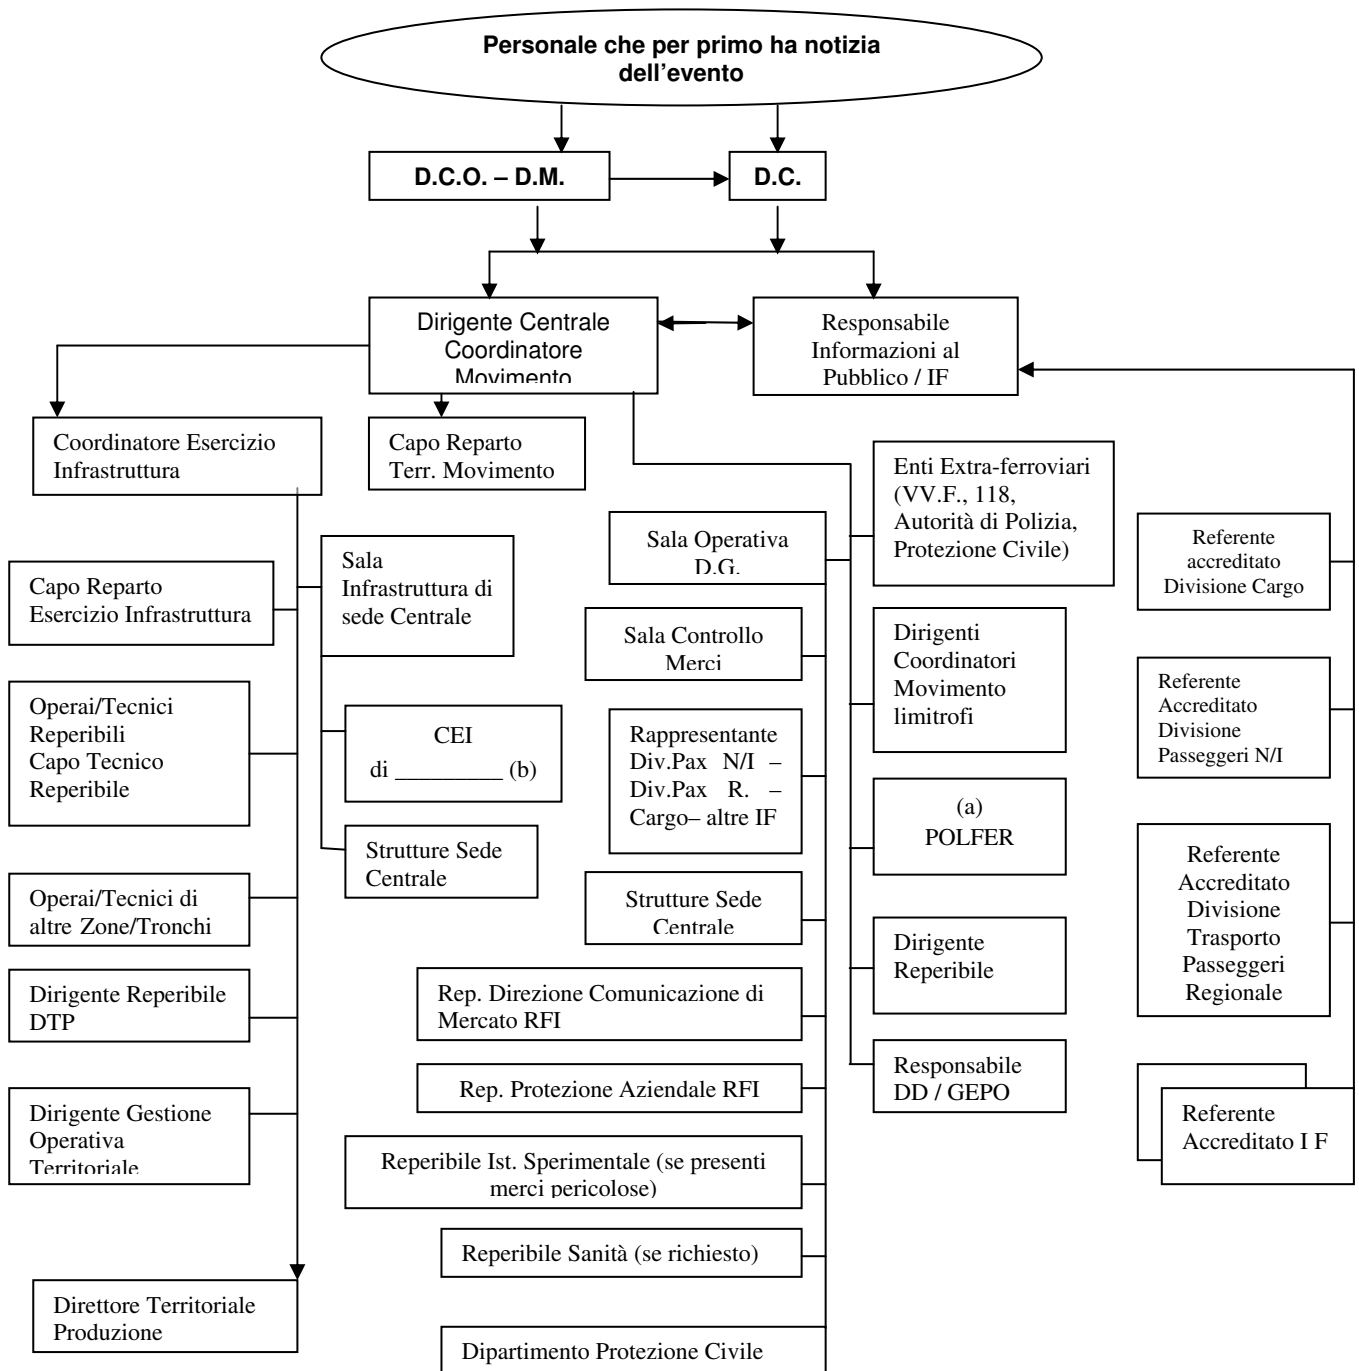 Personale che per primo ha notizia
dell'evento
D.C.O. – D.M.
D.C.
Dirigente Centrale
Coordinatore
Movimento
Responsabile
Informazioni al
Pubblico / IF
Coordinatore Esercizio
Infrastruttura
Capo Reparto
Terr. Movimento
Enti Extra-ferroviari
(VV.F., 118,
Autorità di Polizia,
Protezione Civile)
Sala Operativa
D.G.
Referente
accreditato
Divisione Cargo
Sala
Infrastruttura di
sede Centrale
Capo Reparto
Esercizio Infrastruttura
Sala Controllo
Merci
Dirigenti
Coordinatori
Movimento
limitrofi
Referente
Accreditato
Divisione
Passeggeri N/I
Operai/Tecnici
Reperibili
Capo Tecnico
Reperibile
CEI
di _________ (b)
Rappresentante
Div.Pax N/I –
Div.Pax R. –
Cargo– altre IF
(a)
POLFER
Strutture Sede
Centrale
Referente
Accreditato
Divisione
Trasporto
Passeggeri
Regionale
Operai/Tecnici di
altre Zone/Tronchi
Strutture Sede
Centrale
Dirigente
Reperibile
Dirigente Reperibile
DTP
Rep. Direzione Comunicazione di
Mercato RFI
Responsabile
DD / GEPO
Rep. Protezione Aziendale RFI
Dirigente Gestione
Operativa
Territoriale
Referente
Accreditato I F
Reperibile Ist. Sperimentale (se presenti
merci pericolose)
Reperibile Sanità (se richiesto)
Direttore Territoriale
Produzione
Dipartimento Protezione Civile